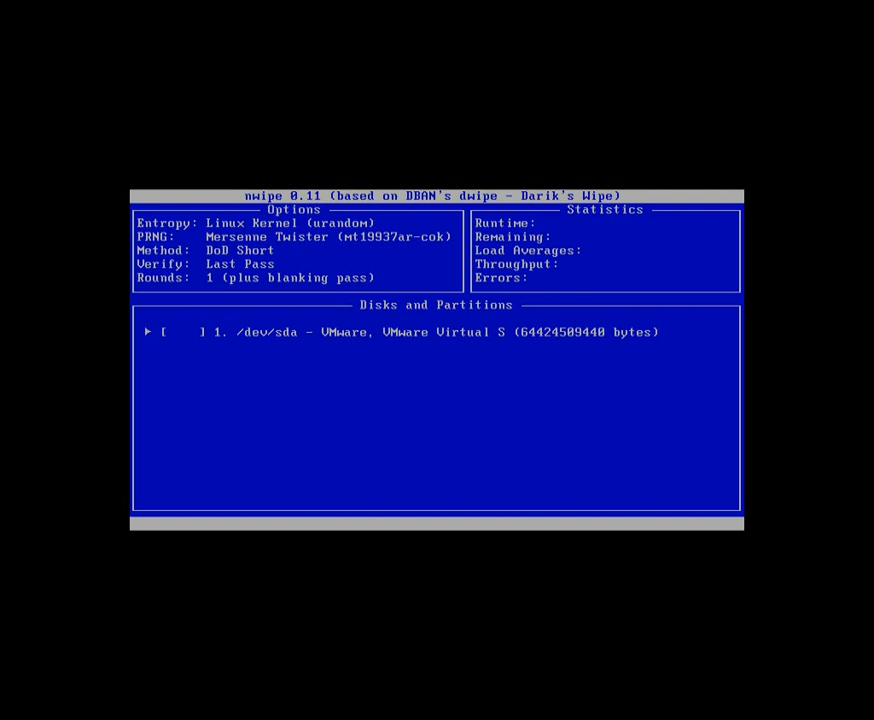 nwipe 0.11 (based on DBAN's dwipe - Darik's Wipe)
Options
Entropy: Linux Kernel (urandom)
PRNG: Mersenne Twister (mt19937ar-cok)
Method: DoD Short
Verify: Last Pass
Rounds: 1 (plus blanking pass)
Statistics
Runtime:
Remaining:
Load Averages:
Throughput:
Errors:
Disks and Partitions
▶ [    ] 1. /dev/sda - VMware, VMware Virtual S (64424509440 bytes)